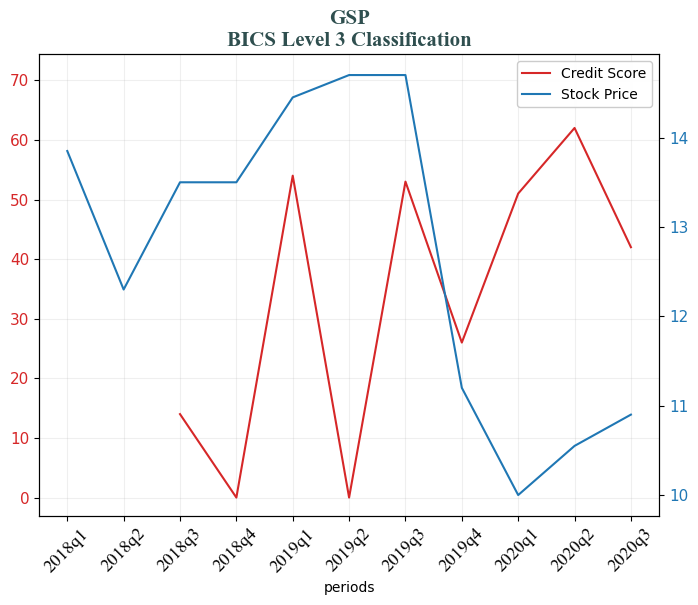 GSP
BICS Level 3 Classification
Credit Score
Stock Price
70
60
50
40
30
20
10
0
14
13
12
11
10
2018q1
2018q2
2018q3
2018q4
2019q1
2019q2
2019q3
2019q4
2020q1
2020q2
2020q3
periods